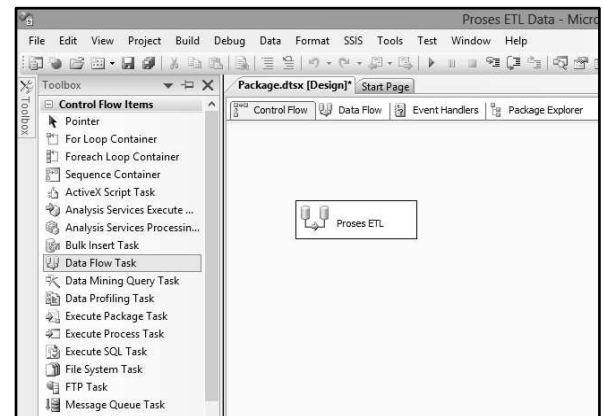 Proses ETL Data - Micro
File Edit View Project Build Debug Data Format SSIS Tools Test Window Help
Toolbox
Toolbox
Package.dtsx [Design]* Start Page
Control Flow Data Flow Event Handlers Package Explorer
Control Flow Items
Pointer
For Loop Container
Foreach Loop Container
Sequence Container
ActiveX Script Task
Analysis Services Execute ...
Analysis Services Processin...
Bulk Insert Task
Data Flow Task
Data Mining Query Task
Data Profiling Task
Execute Package Task
Execute Process Task
Execute SQL Task
File System Task
FTP Task
Message Queue Task
Proses ETL